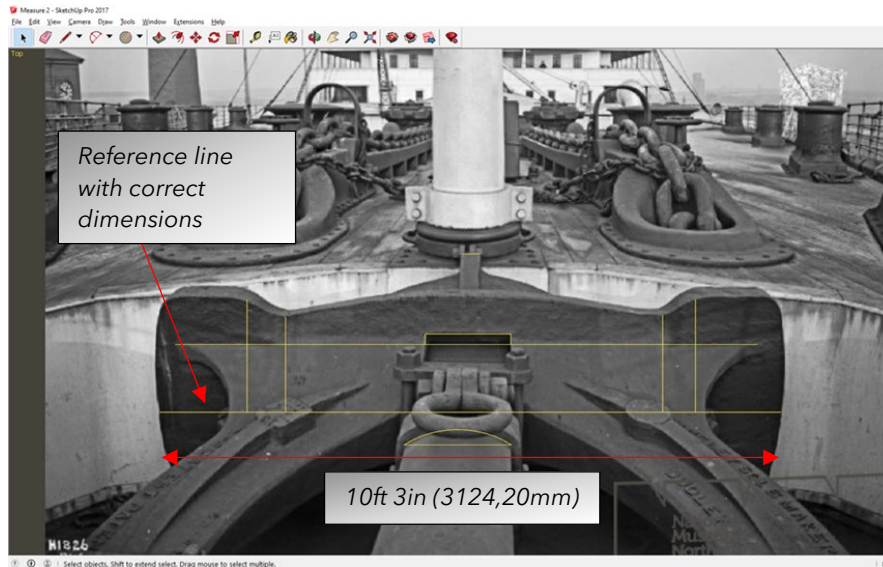 Measure 2 - SketchUp Pro 2017
File Edit View Camera Draw Tools Window Extensions Help
Top
Reference line
with correct
dimensions
10ft 3in (3124,20mm)
H1826
Select objects. Shift to extend select. Drag mouse to select multiple.